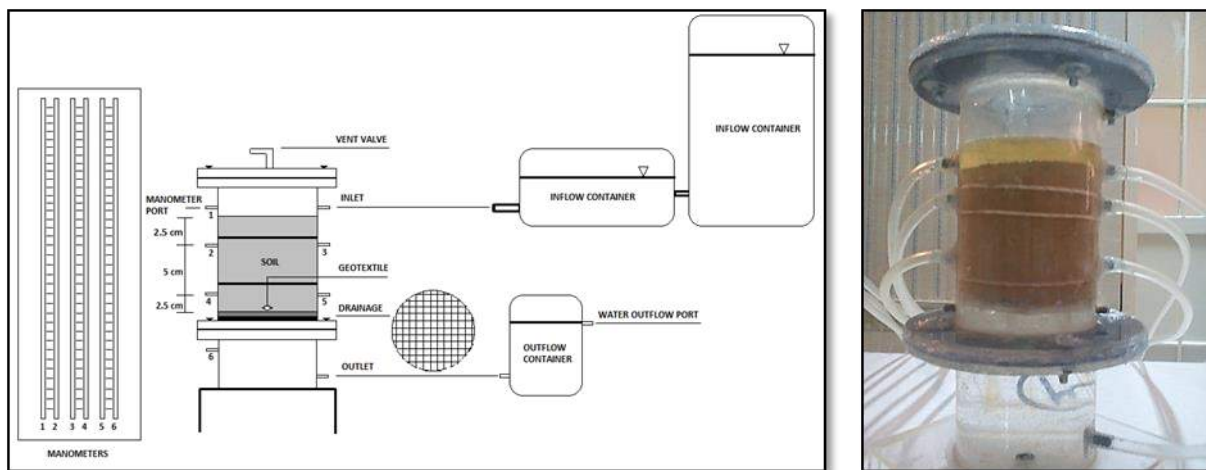 VENT VALVE
MANOMETER
PORT
INLET
1
2.5 cm
2
3
SOIL
5 cm
GEOTEXTILE
4
5
2.5 cm
DRAINAGE
6
OUTLET
1 2 3 4 5 6
MANOMETERS
INFLOW CONTAINER
INFLOW CONTAINER
WATER OUTFLOW PORT
OUTFLOW
CONTAINER